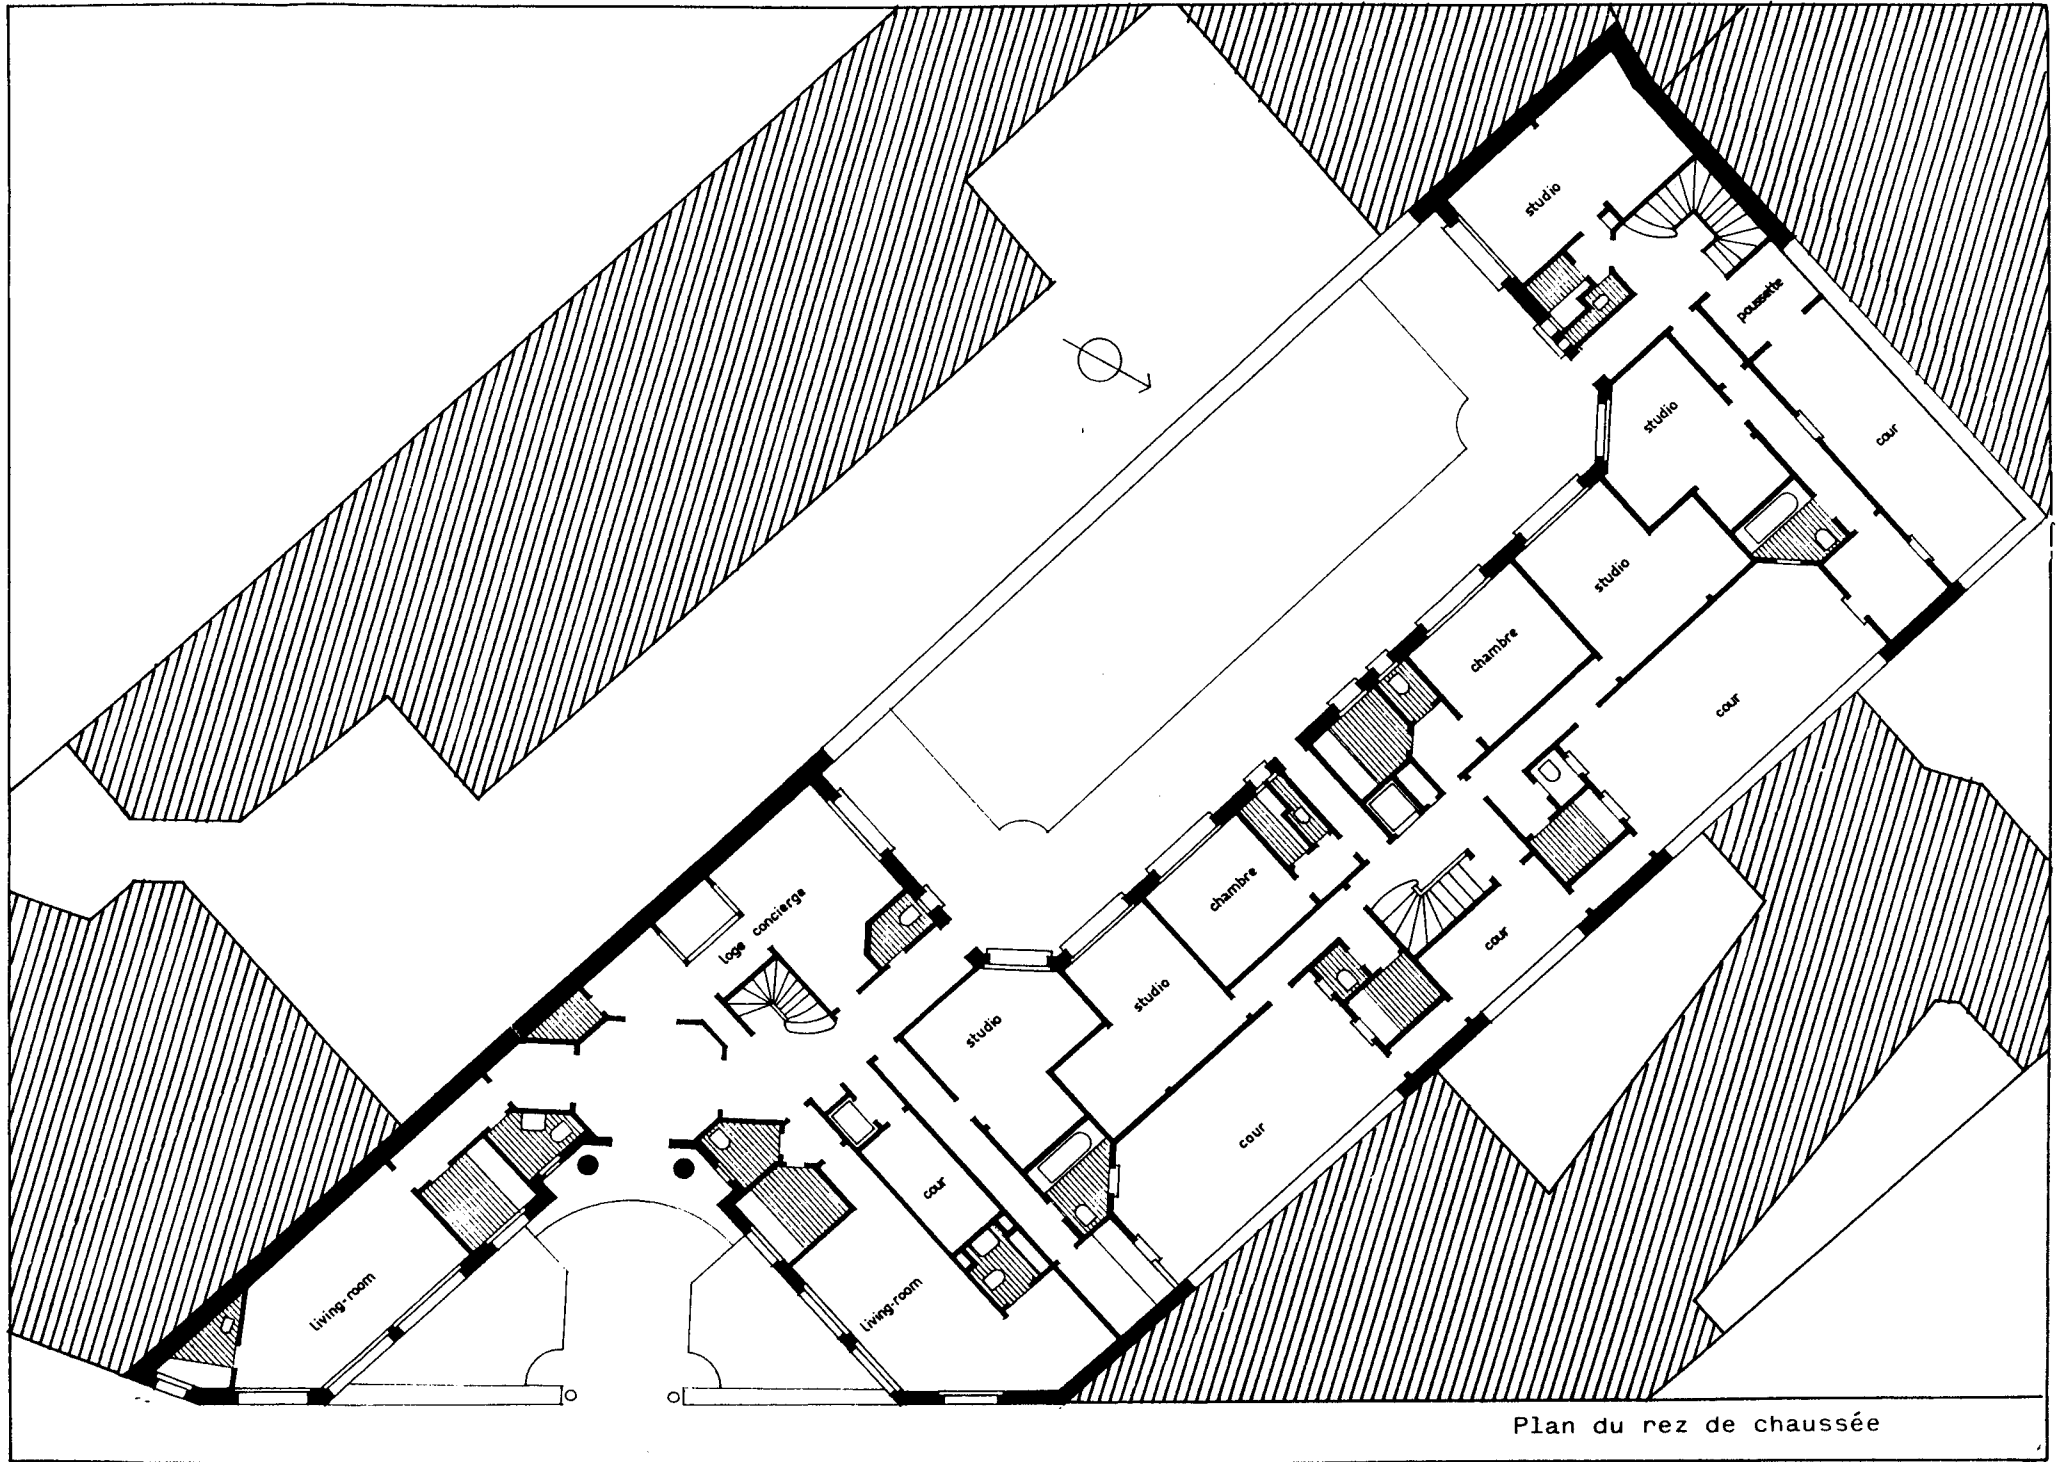 studio
poussette
studio
cour
studio
chambre
cour
chambre
loge concierge
cour
studio
studio
cour
cour
living-room
living-room
Plan du rez de chaussée